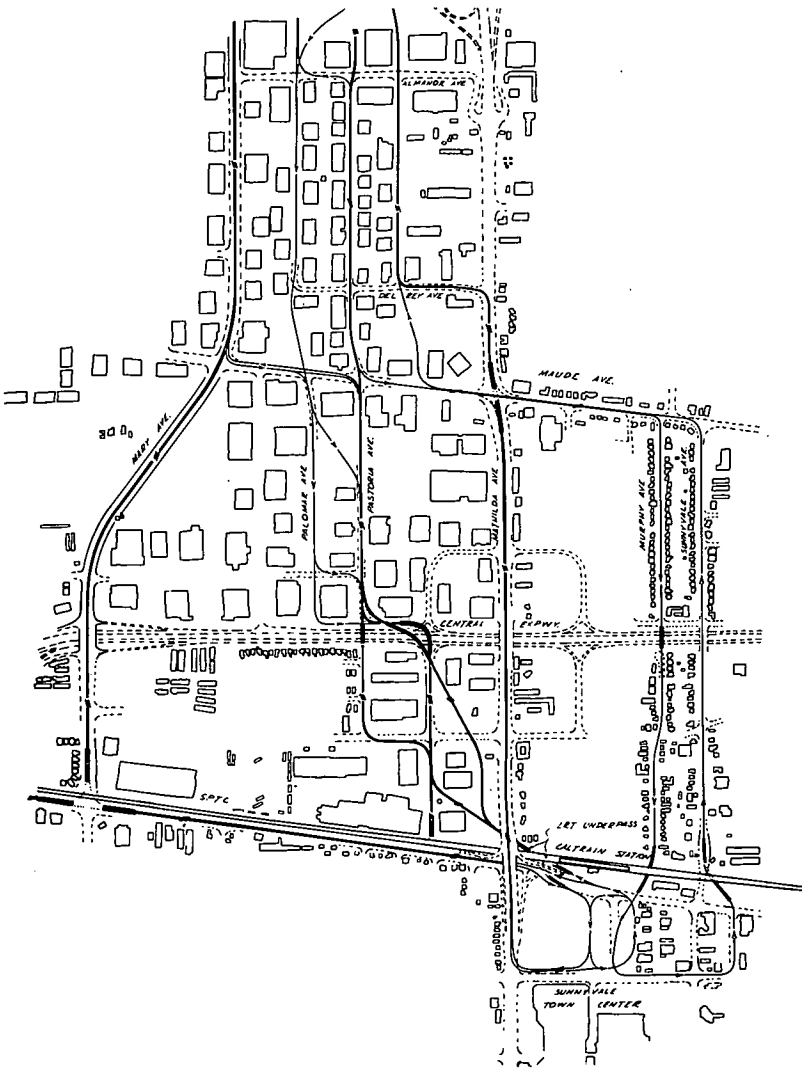 ALMANOR AVE
DEL REY AVE
MAUDE AVE.
MARY AVE.
PALOMAR AVE
PASTORIA AVE.
MATHILDA AVE
MURPHY AVE
SUNNYVALE AVE.
CENTRAL EXPWY.
S.P.T.C.
LRT UNDERPASS
CALTRAIN STATION
SUNNYVALE
TOWN CENTER